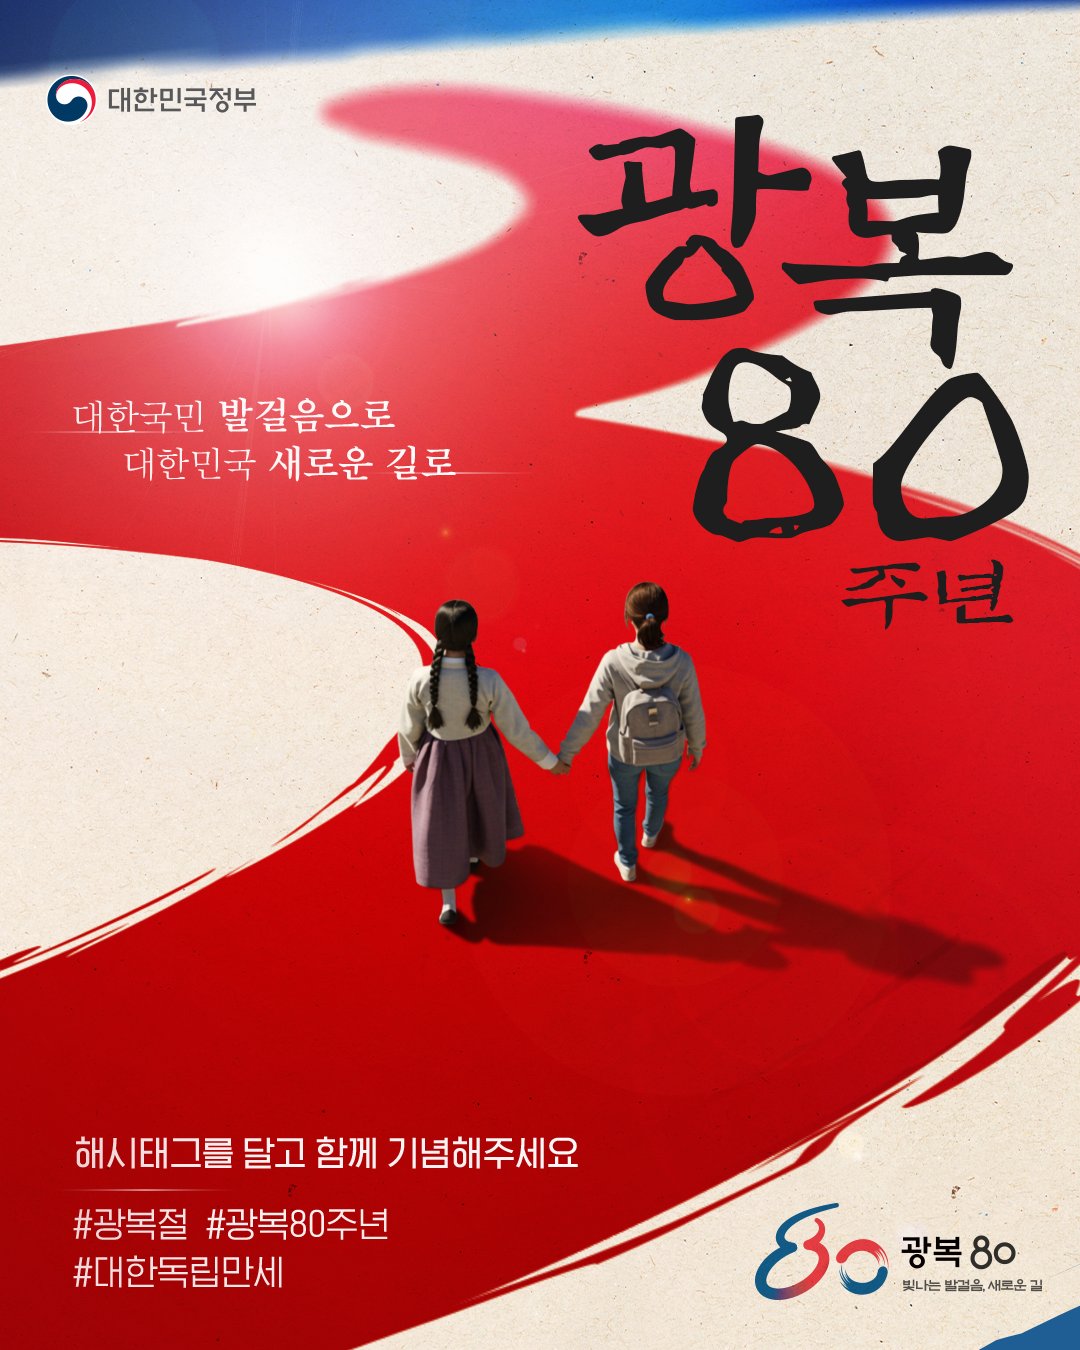 대한민국정부
광복
80
주년
대한국민 발걸음으로
대한민국 새로운 길로
해시태그를 달고 함께 기념해주세요
#광복절 #광복80주년
#대한독립만세
80 광복 80
빛나는 발걸음, 새로운 길